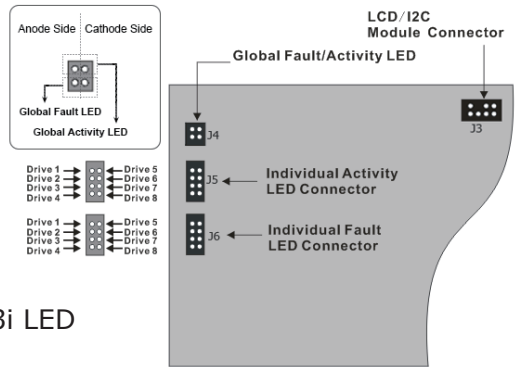 LCD/I2C
Module Connector
Global Fault/Activity LED
Anode Side
Cathode Side
Global Fault LED
Global Activity LED
J4
J3
Drive 1
Drive 2
Drive 3
Drive 4
Drive 5
Drive 6
Drive 7
Drive 8
J5
Individual Activity
LED Connector
Drive 1
Drive 2
Drive 3
Drive 4
Drive 5
Drive 6
Drive 7
Drive 8
J6
Individual Fault
LED Connector
3i LED